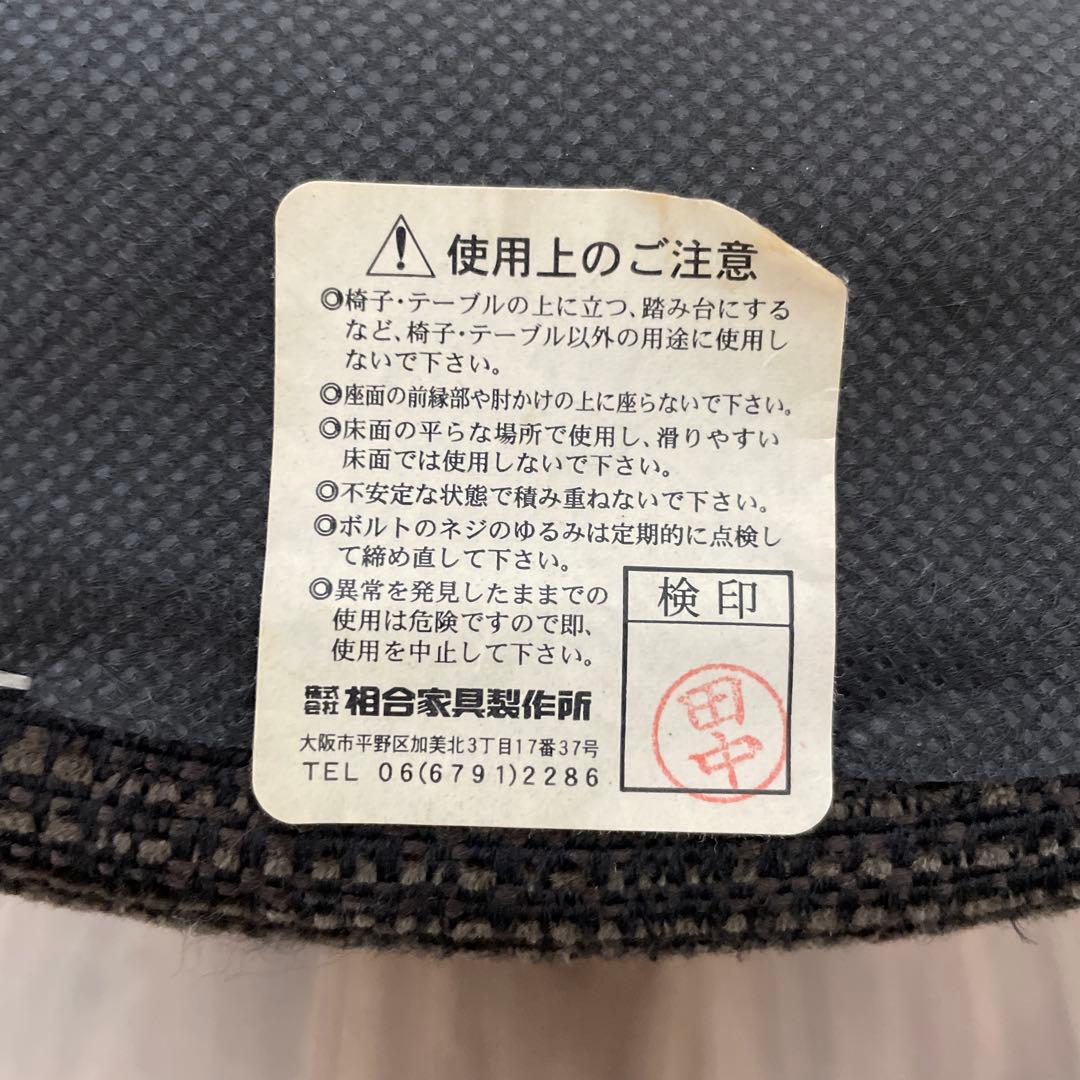 使用上のご注意
◎椅子・テーブルの上に立つ、踏み台にする
など、椅子・テーブル以外の用途に使用し
ないで下さい。
◎座面の前縁部や肘かけの上に座らないで下さい。
◎床面の平らな場所で使用し、滑りやすい
床面では使用しないで下さい。
◎不安定な状態で積み重ねないで下さい。
◎ボルトのネジのゆるみは定期的に点検し
て締め直して下さい。
◎異常を発見したままでの
使用は危険ですので即、
使用を中止して下さい。
検印
田中
株式会社 相合家具製作所
大阪市平野区加美北3丁目17番37号
TEL 06(6791)2286